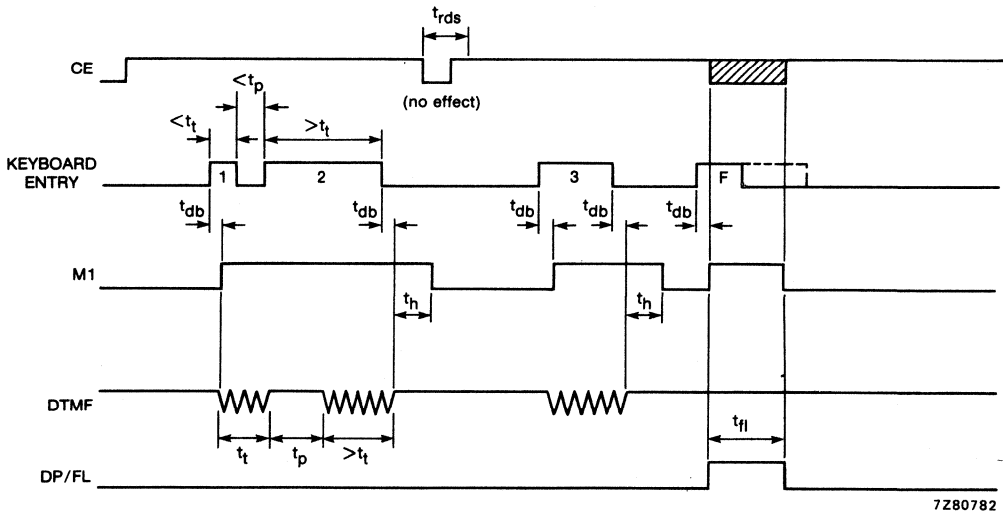 t_rds
CE
(no effect)
<t_p
<t_t
>t_t
KEYBOARD
ENTRY
1
2
3
F
t_db
t_db
t_db
t_db
t_db
M1
t_h
t_h
DTMF
t_t
t_p
>t_t
t_fl
DP/FL
7Z80782